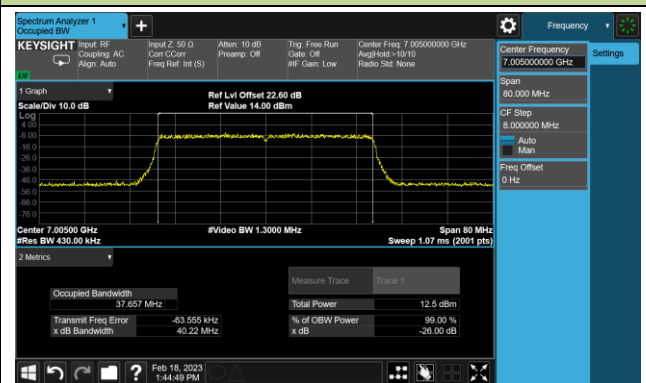 Spectrum Analyzer 1
Occupied BW
Frequency
KEYSIGHT
Input: RF
Coupling: AC
Align: Auto
Input Z: 50 Ω
Corr CCorr
Freq Ref: Int (S)
Atten: 10 dB
Preamp: Off
Trig: Free Run
Gate: Off
#IF Gain: Low
Center Freq: 7.005000000 GHz
Avg|Hold:>10/10
Radio Std: None
Center Frequency
7.005000000 GHz
Settings
Span
80.000 MHz
CF Step
8.000000 MHz
Auto
Man
Freq Offset
0 Hz
1 Graph
Scale/Div 10.0 dB
Ref Lvl Offset 22.60 dB
Ref Value 14.00 dBm
Log
4.00
-6.00
-16.0
-26.0
-36.0
-46.0
-56.0
-66.0
-76.0
Center 7.00500 GHz
#Res BW 430.00 kHz
#Video BW 1.3000 MHz
Span 80 MHz
Sweep 1.07 ms (2001 pts)
2 Metrics
Measure Trace
Trace 1
Occupied Bandwidth
37.657 MHz
Total Power
12.5 dBm
Transmit Freq Error
-63.555 kHz
% of OBW Power
99.00 %
x dB Bandwidth
40.22 MHz
x dB
-26.00 dB
Feb 18, 2023
1:44:49 PM